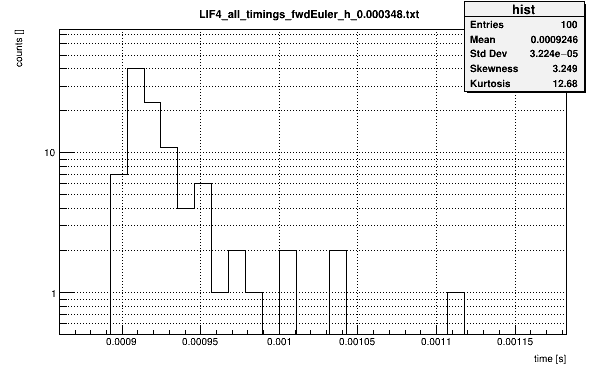 LIF4_all_timings_fwdEuler_h_0.000348.txt
hist
Entries 100
Mean 0.0009246
Std Dev 3.224e−05
Skewness 3.249
Kurtosis 12.68
counts []
10
1
0.0009 0.00095 0.001 0.00105 0.0011 0.00115
time [s]